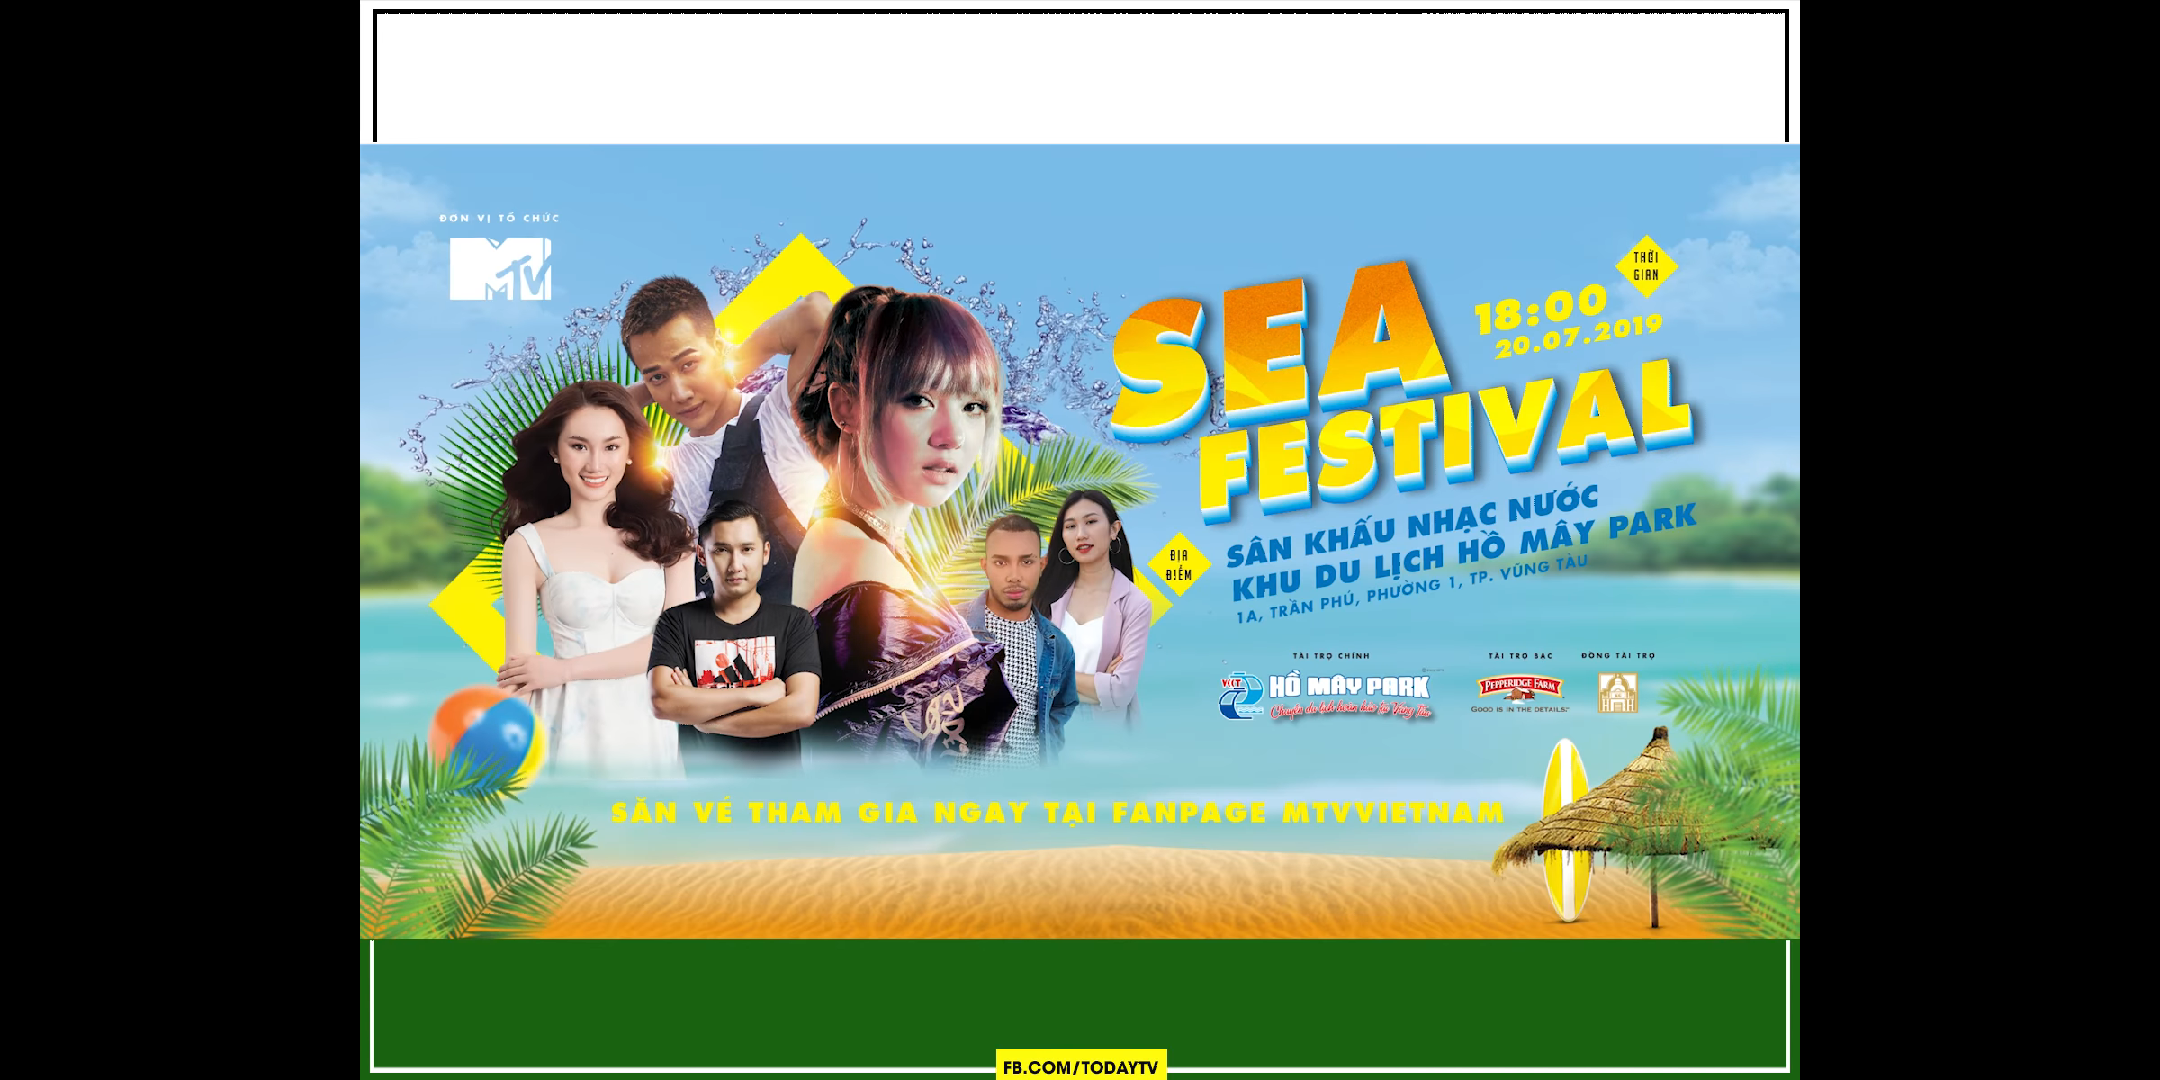 ĐƠN VỊ TỔ CHỨC
MTV
SEA
FESTIVAL
THỜI
GIAN
18:00
20.07.2019
ĐỊA
ĐIỂM
SÂN KHẤU NHẠC NƯỚC
KHU DU LỊCH HỒ MÂY PARK
1A, TRẦN PHÚ, PHƯỜNG 1, TP. VŨNG TÀU
TÀI TRỢ CHÍNH
HỒ MÂY PARK
TÀI TRỢ BẠC
PEPPERIDGE FARM
GOOD IS IN THE DETAILS.
ĐỒNG TÀI TRỢ
SĂN VÉ THAM GIA NGAY TẠI FANPAGE MTVVIETNAM
FB.COM/TODAYTV